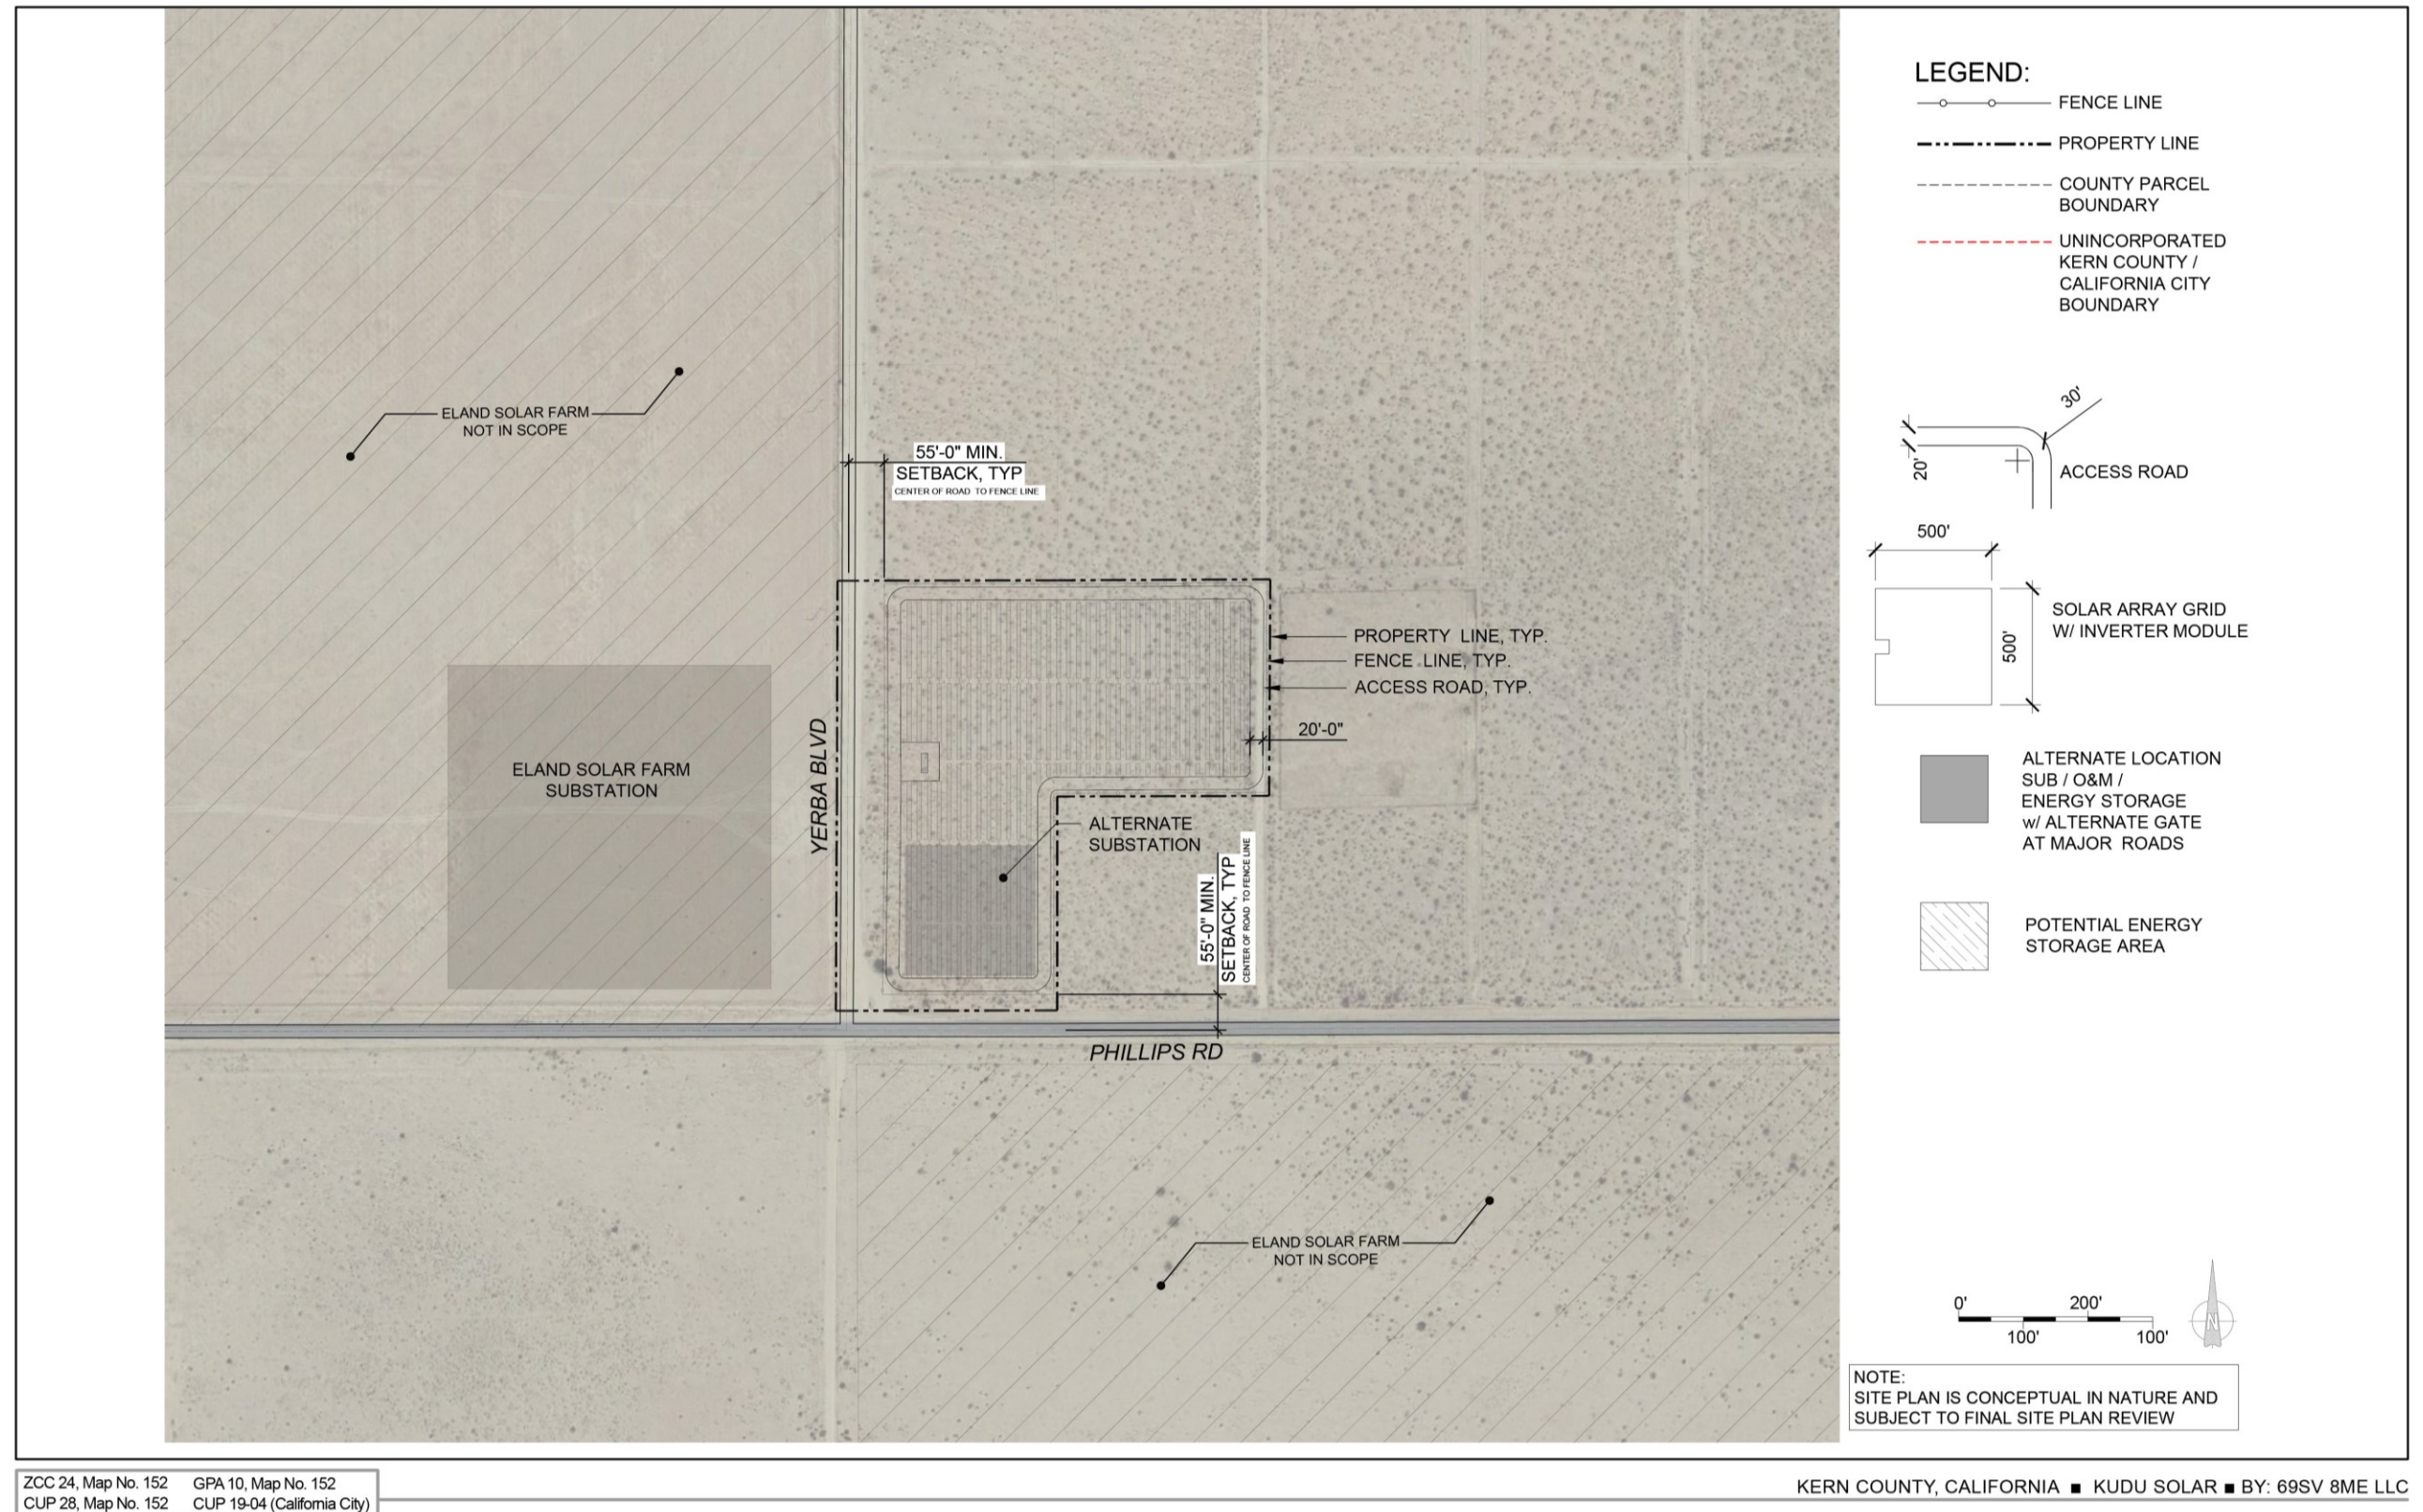 LEGEND:
FENCE LINE
PROPERTY LINE
COUNTY PARCEL
BOUNDARY
UNINCORPORATED
KERN COUNTY /
CALIFORNIA CITY
BOUNDARY
30'
20'
ACCESS ROAD
500'
500'
SOLAR ARRAY GRID
W/ INVERTER MODULE
ALTERNATE LOCATION
SUB / O&M /
ENERGY STORAGE
w/ ALTERNATE GATE
AT MAJOR ROADS
POTENTIAL ENERGY
STORAGE AREA
ELAND SOLAR FARM
NOT IN SCOPE
55'-0" MIN.
SETBACK, TYP
CENTER OF ROAD TO FENCE LINE
PROPERTY LINE, TYP.
FENCE LINE, TYP.
ACCESS ROAD, TYP.
20'-0"
ELAND SOLAR FARM
SUBSTATION
YERBA BLVD
ALTERNATE
SUBSTATION
55'-0" MIN.
SETBACK, TYP
CENTER OF ROAD TO FENCE LINE
PHILLIPS RD
ELAND SOLAR FARM
NOT IN SCOPE
0' 200'
100' 100'
N
NOTE:
SITE PLAN IS CONCEPTUAL IN NATURE AND
SUBJECT TO FINAL SITE PLAN REVIEW
ZCC 24, Map No. 152 GPA 10, Map No. 152
CUP 28, Map No. 152 CUP 19-04 (California City)
KERN COUNTY, CALIFORNIA ■ KUDU SOLAR ■ BY: 69SV 8ME LLC